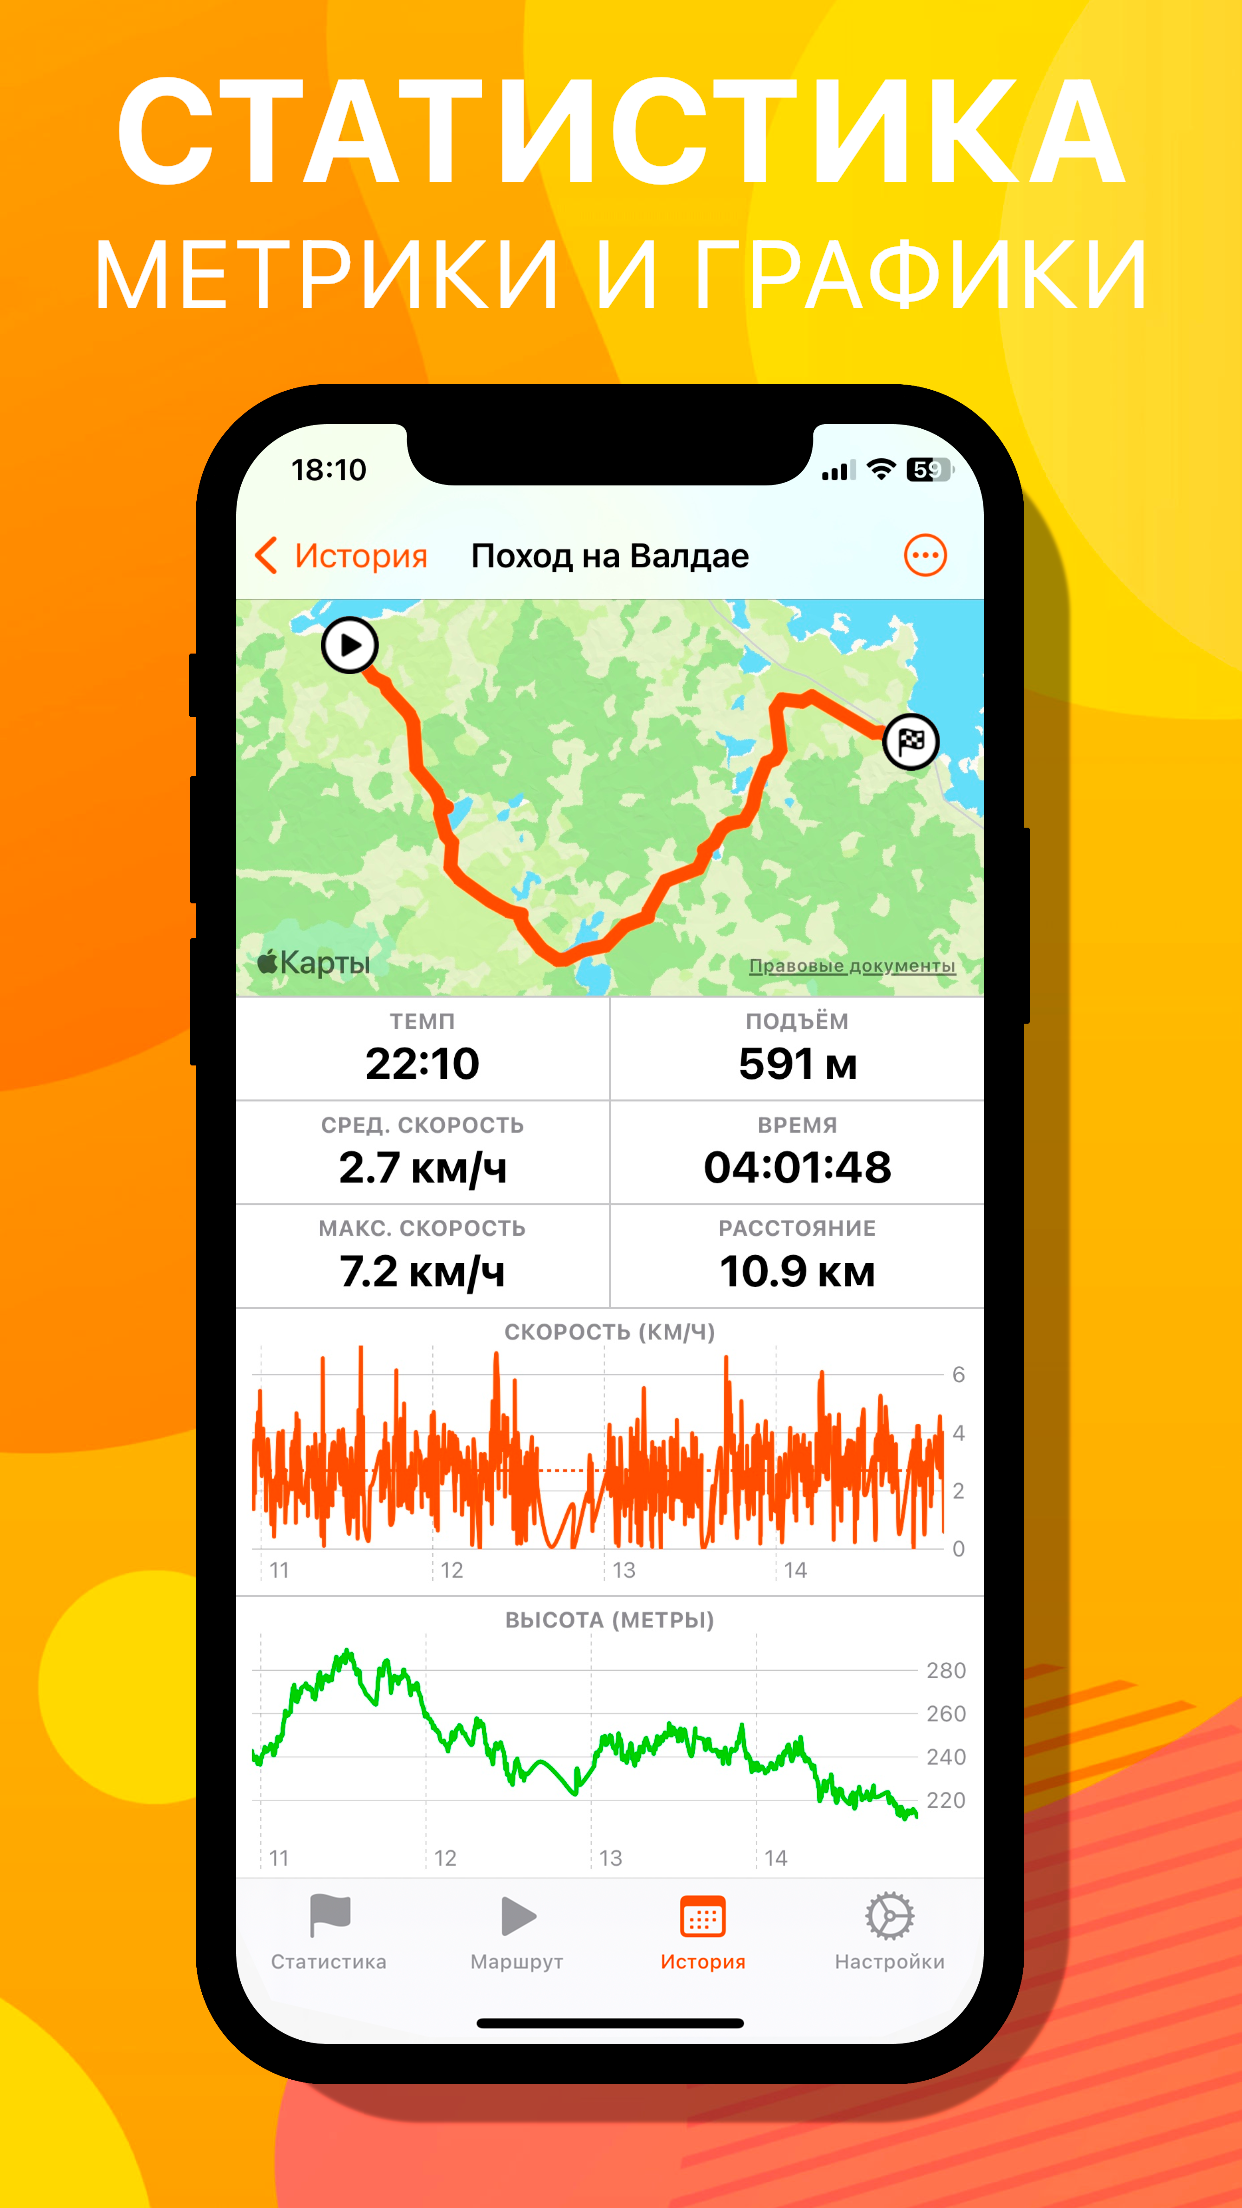 СТАТИСТИКА
МЕТРИКИ И ГРАФИКИ
18:10
59
История
Поход на Валдае
Карты
Правовые документы
ТЕМП
22:10
ПОДЪЁМ
591 м
СРЕД. СКОРОСТЬ
2.7 км/ч
ВРЕМЯ
04:01:48
МАКС. СКОРОСТЬ
7.2 км/ч
РАССТОЯНИЕ
10.9 км
СКОРОСТЬ (КМ/Ч)
6
4
2
0
11 12 13 14
ВЫСОТА (МЕТРЫ)
280
260
240
220
11 12 13 14
Статистика Маршрут История Настройки